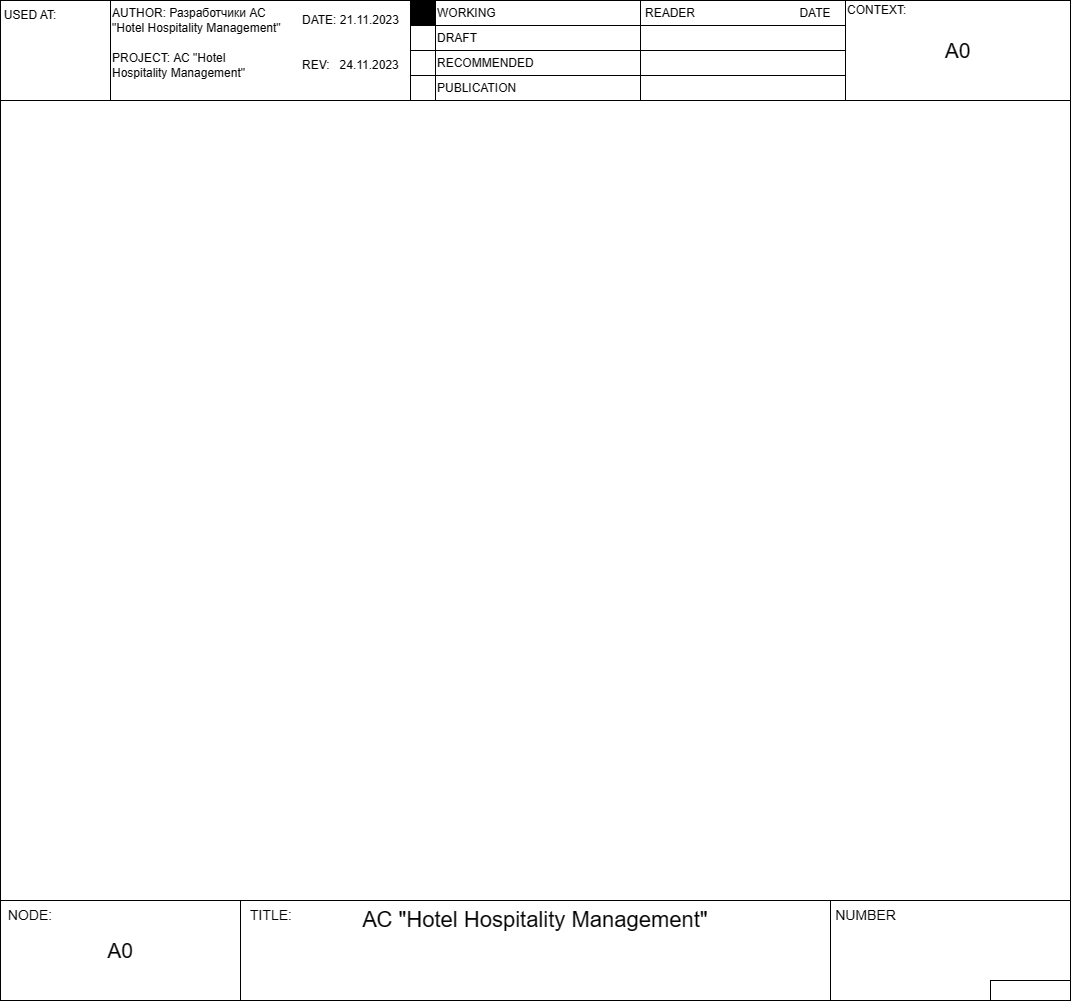 USED AT:
AUTHOR: Разработчики АС
"Hotel Hospitality Management"
DATE: 21.11.2023
PROJECT: АС "Hotel
Hospitality Management"
REV: 24.11.2023
WORKING
DRAFT
RECOMMENDED
PUBLICATION
READER DATE
CONTEXT:
A0
NODE:
A0
TITLE:
АС "Hotel Hospitality Management"
NUMBER